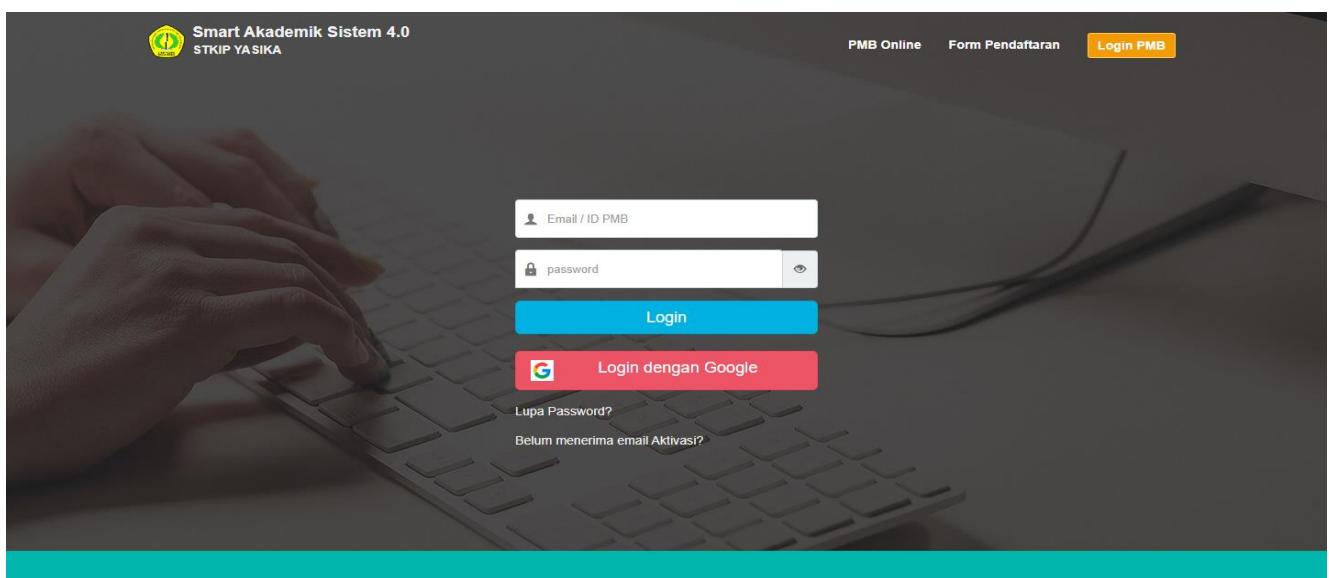 Smart Akademik Sistem 4.0
STKIP YASIKA
PMB Online Form Pendaftaran Login PMB
Email / ID PMB
password
Login
Login dengan Google
Lupa Password?
Belum menerima email Aktivasi?